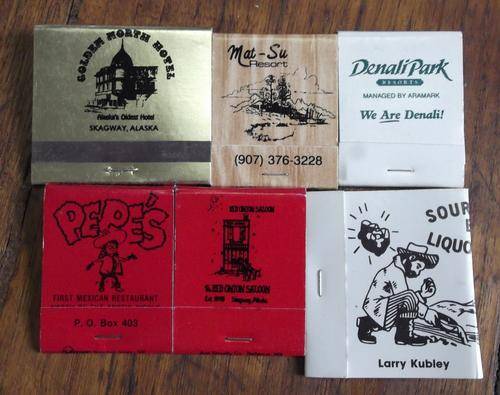 GOLDEN NORTH HOTEL
Alaska's Oldest Hotel
SKAGWAY, ALASKA
Mat-Su
Resort
(907) 376-3228
Denali Park
RESORTS
MANAGED BY ARAMARK
We Are Denali!
PEPE'S
FIRST MEXICAN RESTAURANT
P. O. Box 403
RED ONION SALOON
RED ONION SALOON
Est. 1898 Skagway, Alaska
SOUR
LIQUO
Larry Kubley